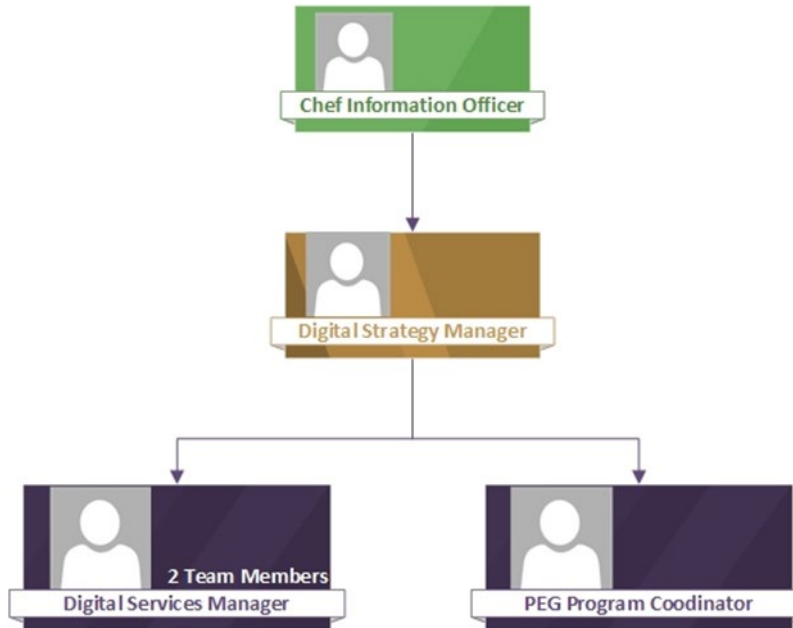 Chef Information Officer
Digital Strategy Manager
2 Team Members
Digital Services Manager
PEG Program Coodinator